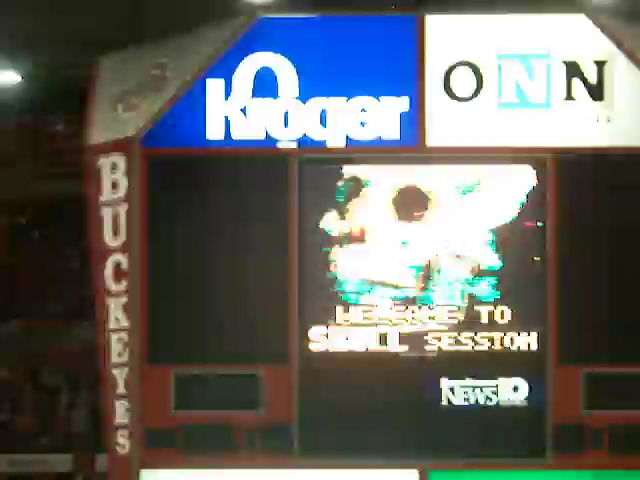 Kroger
ONN
BUCKEYES
WELCOME TO
SKULL SESSION
NEWS10